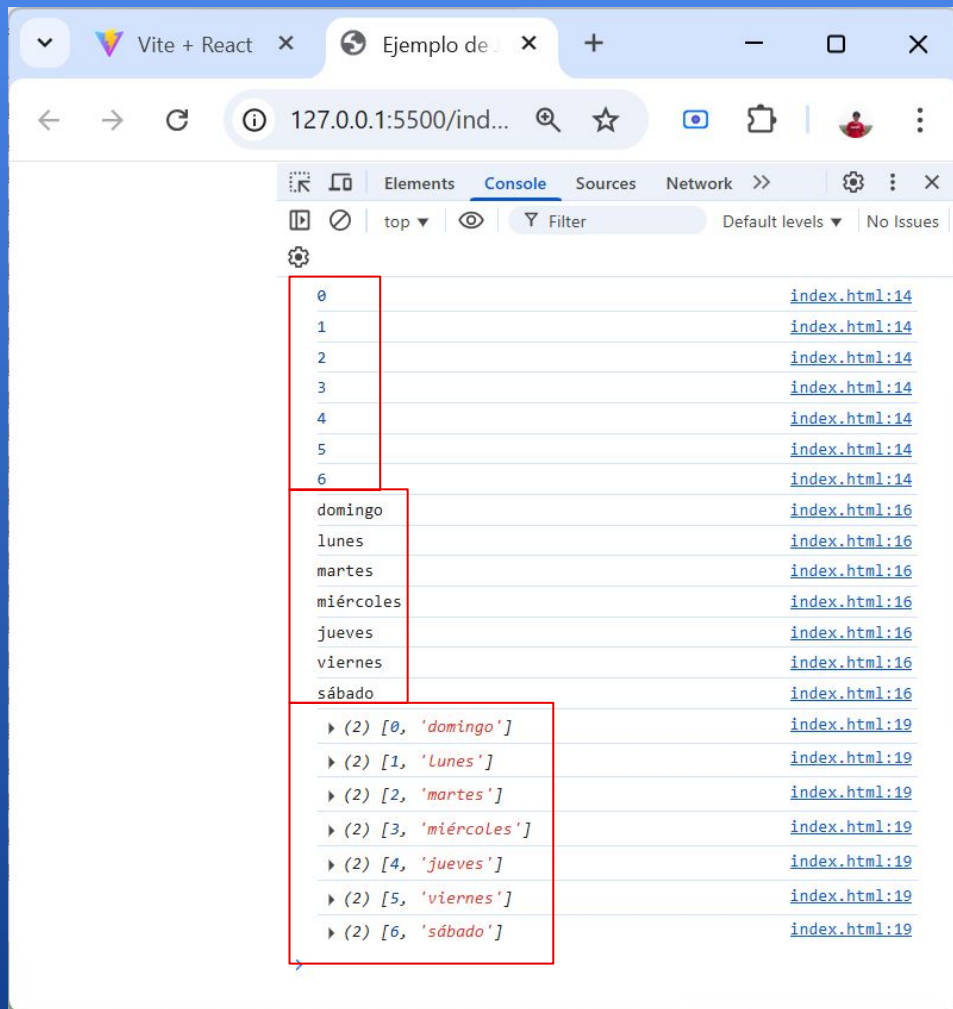 Vite + React Ejemplo de J
127.0.0.1:5500/ind...
Elements Console Sources Network
top Filter Default levels No Issues
0 index.html:14
1 index.html:14
2 index.html:14
3 index.html:14
4 index.html:14
5 index.html:14
6 index.html:14
domingo index.html:16
lunes index.html:16
martes index.html:16
miércoles index.html:16
jueves index.html:16
viernes index.html:16
sábado index.html:16
(2) [0, 'domingo'] index.html:19
(2) [1, 'lunes'] index.html:19
(2) [2, 'martes'] index.html:19
(2) [3, 'miércoles'] index.html:19
(2) [4, 'jueves'] index.html:19
(2) [5, 'viernes'] index.html:19
(2) [6, 'sábado'] index.html:19